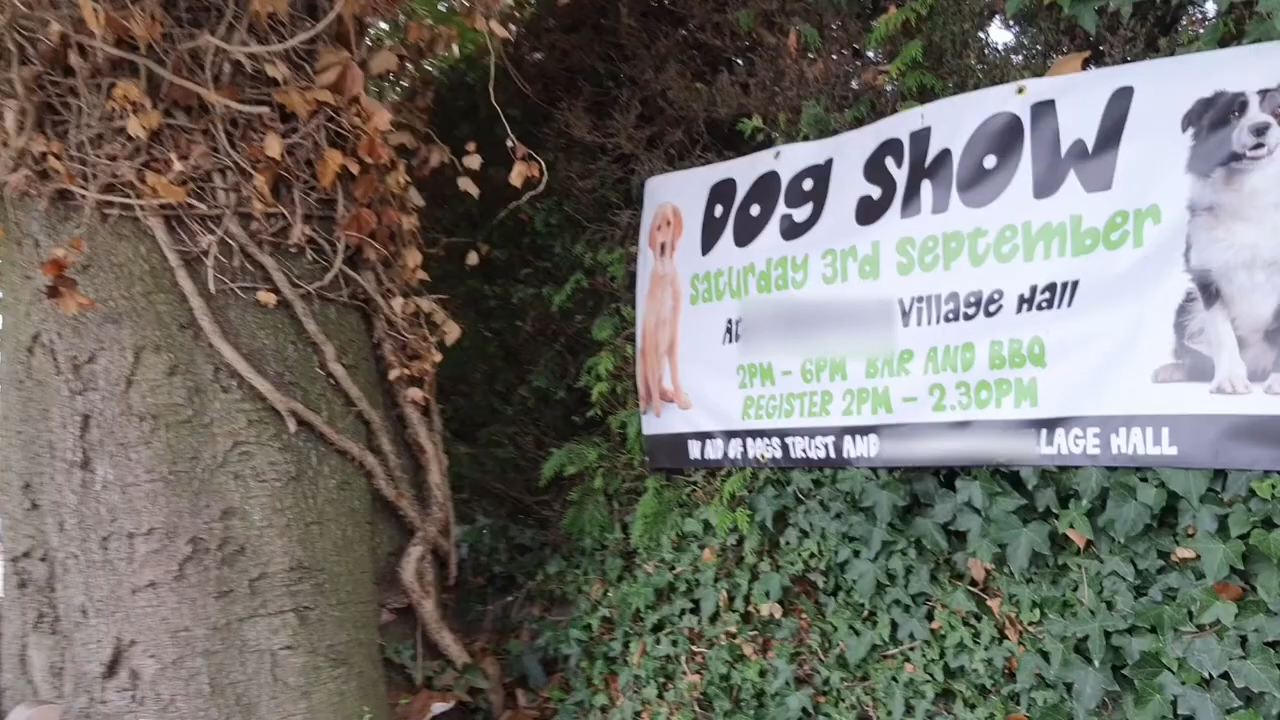 Dog Show
Saturday 3rd September
At Village Hall
2PM - 6PM BAR AND BBQ
REGISTER 2PM - 2.30PM
IN AID OF DOGS TRUST AND LLAGE HALL